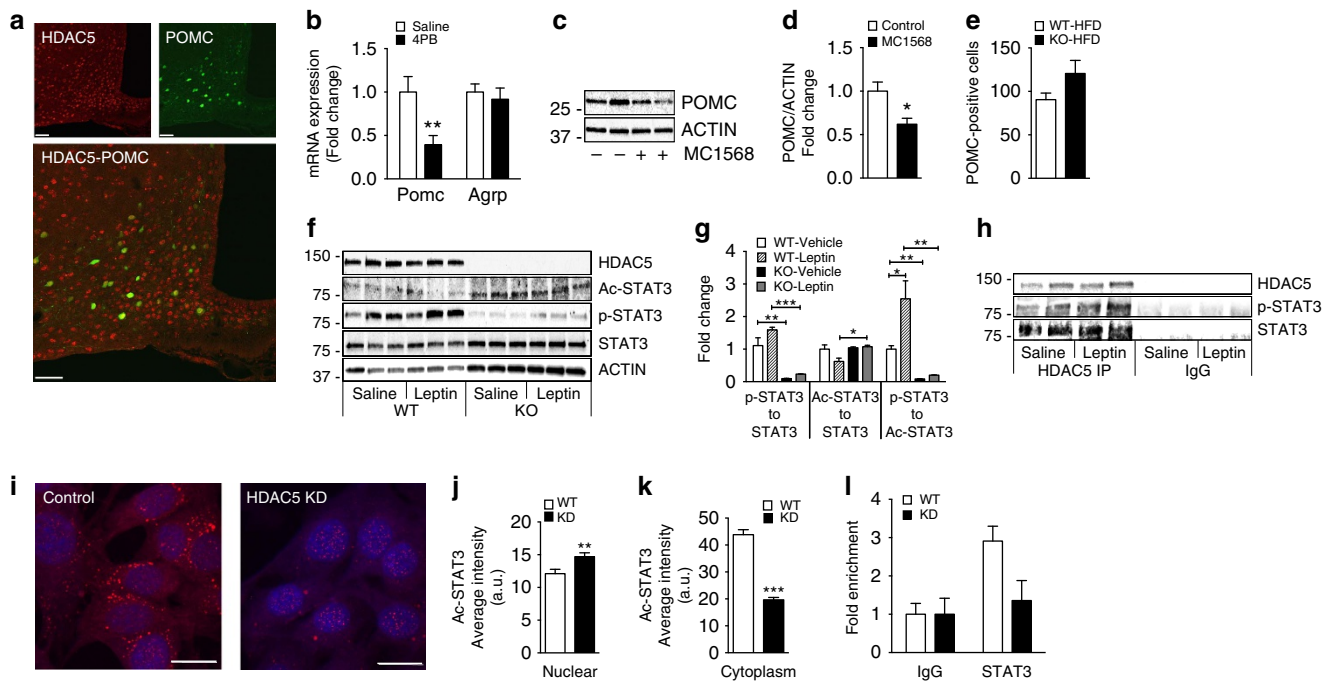 a
HDAC5
POMC
HDAC5-POMC
b
Saline
4PB
mRNA expression
(Fold change)
1.5
1.0
0.5
0.0
**
Pomc
Agrp
c
25 -
37 -
POMC
ACTIN
– – + + MC1568
d
Control
MC1568
POMC/ACTIN
Fold change
1.5
1.0
0.5
0.0
*
e
WT-HFD
KO-HFD
POMC-positive cells
150
100
50
0
f
150 -
75 -
75 -
75 -
37 -
HDAC5
Ac-STAT3
p-STAT3
STAT3
ACTIN
Saline Leptin Saline Leptin
WT KO
g
WT-Vehicle
WT-Leptin
KO-Vehicle
KO-Leptin
Fold change
4
3
2
1
0
** ***
*
* ** **
p-STAT3 to STAT3
Ac-STAT3 to STAT3
p-STAT3 to Ac-STAT3
h
150 -
75 -
75 -
HDAC5
p-STAT3
STAT3
Saline Leptin Saline Leptin
HDAC5 IP IgG
i
Control
HDAC5 KD
j
WT
KD
Ac-STAT3
Average intensity
(a.u.)
20
15
10
5
0
**
Nuclear
k
WT
KD
Ac-STAT3
Average intensity
(a.u.)
50
40
30
20
10
0
***
Cytoplasm
l
WT
KD
Fold enrichment
4
3
2
1
0
IgG
STAT3